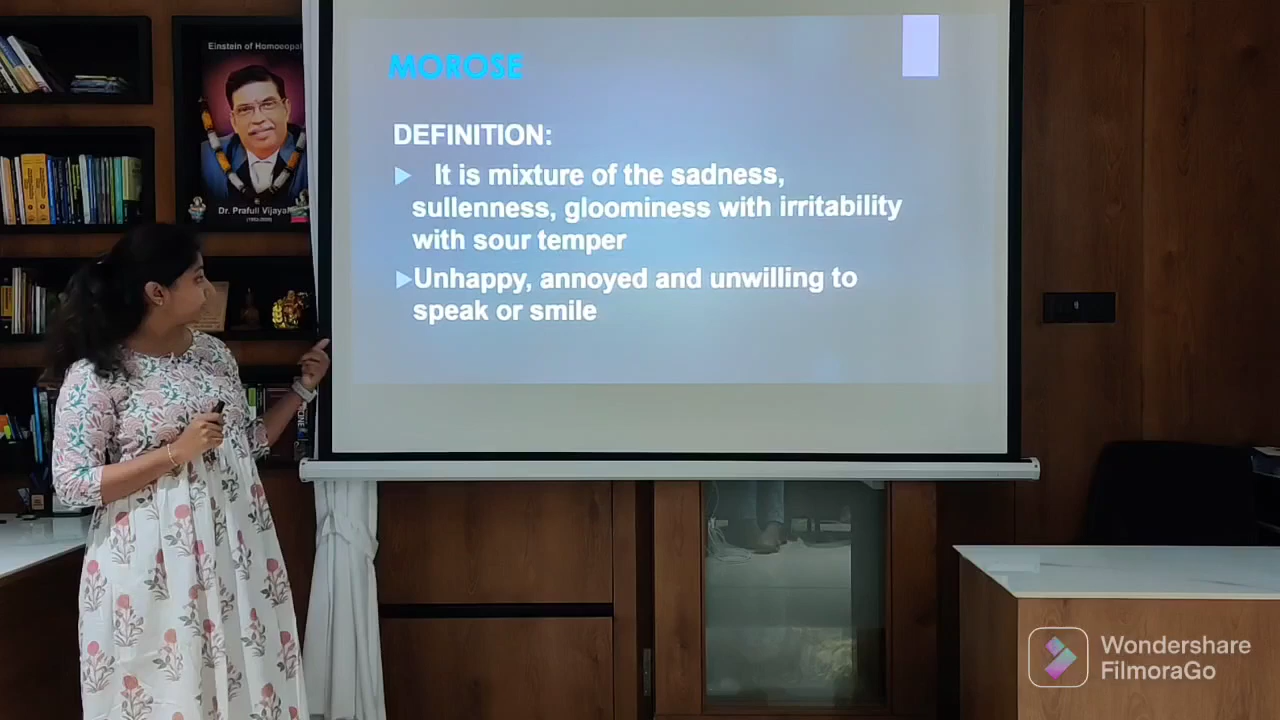 Einstein of Homoeopa
Dr. Prafull Vijay
MOROSE
DEFINITION:
It is mixture of the sadness,
sullenness, gloominess with irritability
with sour temper
Unhappy, annoyed and unwilling to
speak or smile
Wondershare
FilmoraGo